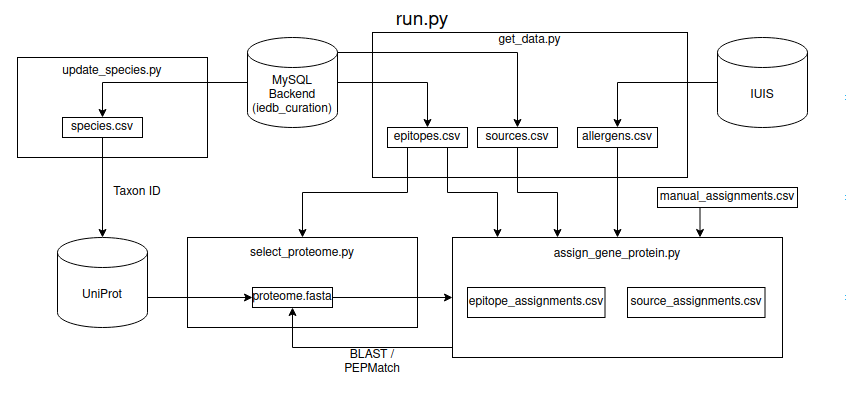 run.py
get_data.py
update_species.py
MySQL
Backend
(iedb_curation)
IUIS
species.csv
epitopes.csv
sources.csv
allergens.csv
Taxon ID
manual_assignments.csv
select_proteome.py
assign_gene_protein.py
UniProt
proteome.fasta
epitope_assignments.csv
source_assignments.csv
BLAST /
PEPMatch